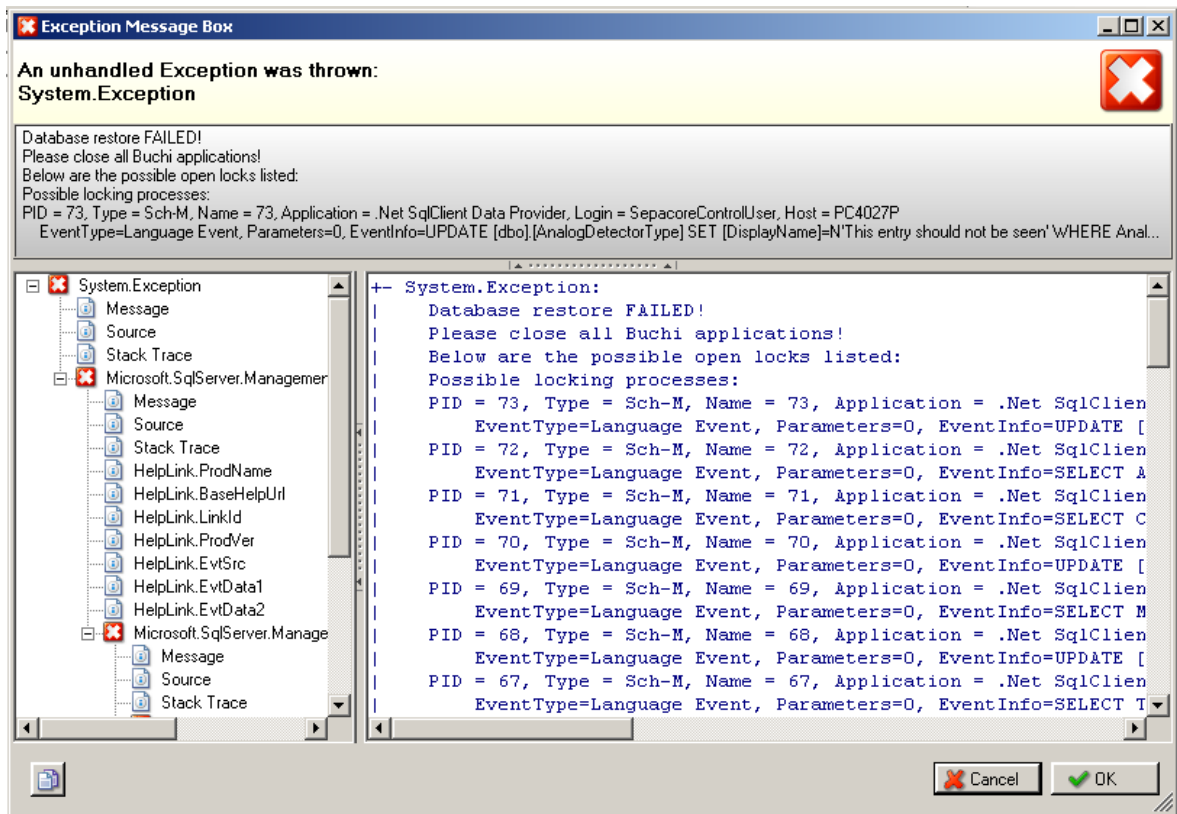 Exception Message Box
An unhandled Exception was thrown:
System.Exception
Database restore FAILED!
Please close all Buchi applications!
Below are the possible open locks listed:
Possible locking processes:
PID = 73, Type = Sch-M, Name = 73, Application = .Net SqlClient Data Provider, Login = SepacoreControlUser, Host = PC4027P
EventType=Language Event, Parameters=0, EventInfo=UPDATE [dbo].[AnalogDetectorType] SET [DisplayName]=N'This entry should not be seen' WHERE Anal...
System.Exception
Message
Source
Stack Trace
Microsoft.SqlServer.Managemer
Message
Source
Stack Trace
HelpLink.ProdName
HelpLink.BaseHelpUrl
HelpLink.LinkId
HelpLink.ProdVer
HelpLink.EvtSrc
HelpLink.EvtData1
HelpLink.EvtData2
Microsoft.SqlServer.Manage
Message
Source
Stack Trace
+- System.Exception:
| Database restore FAILED!
| Please close all Buchi applications!
| Below are the possible open locks listed:
| Possible locking processes:
| PID = 73, Type = Sch-M, Name = 73, Application = .Net SqlClien
| EventType=Language Event, Parameters=0, EventInfo=UPDATE [
| PID = 72, Type = Sch-M, Name = 72, Application = .Net SqlClien
| EventType=Language Event, Parameters=0, EventInfo=SELECT A
| PID = 71, Type = Sch-M, Name = 71, Application = .Net SqlClien
| EventType=Language Event, Parameters=0, EventInfo=SELECT C
| PID = 70, Type = Sch-M, Name = 70, Application = .Net SqlClien
| EventType=Language Event, Parameters=0, EventInfo=UPDATE [
| PID = 69, Type = Sch-M, Name = 69, Application = .Net SqlClien
| EventType=Language Event, Parameters=0, EventInfo=SELECT M
| PID = 68, Type = Sch-M, Name = 68, Application = .Net SqlClien
| EventType=Language Event, Parameters=0, EventInfo=UPDATE [
| PID = 67, Type = Sch-M, Name = 67, Application = .Net SqlClien
| EventType=Language Event, Parameters=0, EventInfo=SELECT T
Cancel
OK